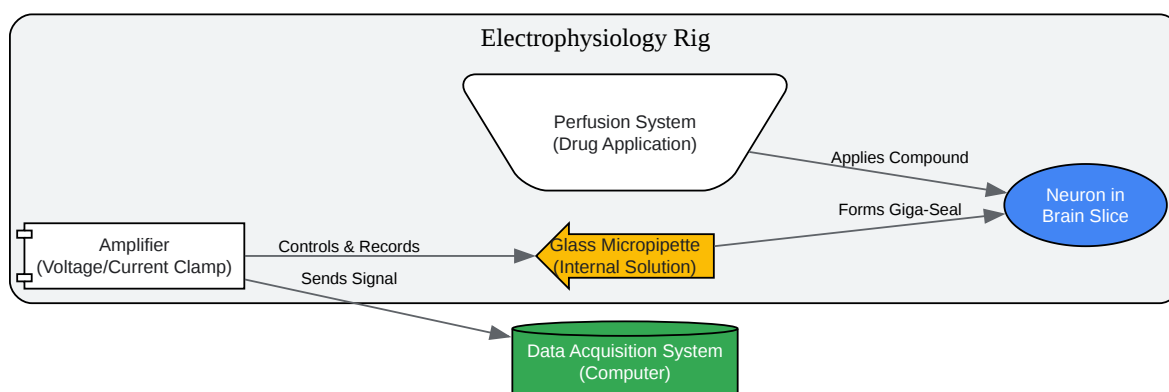 Electrophysiology Rig
Perfusion System
(Drug Application)
Applies Compound
Neuron in
Brain Slice
Forms Giga-Seal
Amplifier
(Voltage/Current Clamp)
Controls & Records
Glass Micropipette
(Internal Solution)
Sends Signal
Data Acquisition System
(Computer)